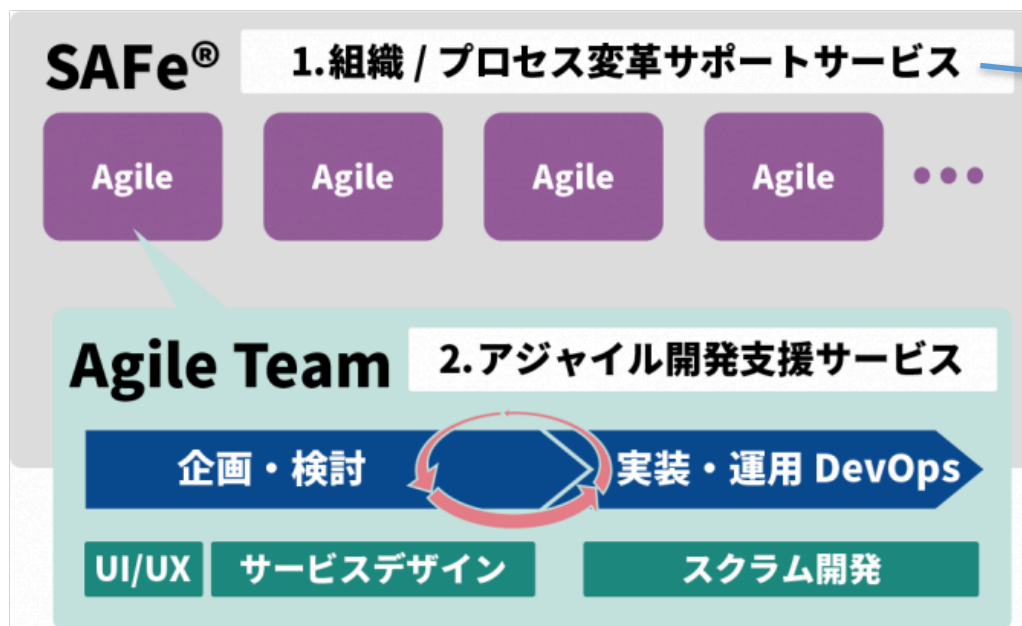 SAFe® 1.組織 / プロセス変革サポートサービス
Agile Agile Agile Agile •••
Agile Team 2.アジャイル開発支援サービス
企画・検討 実装・運用 DevOps
UI/UX サービスデザイン スクラム開発